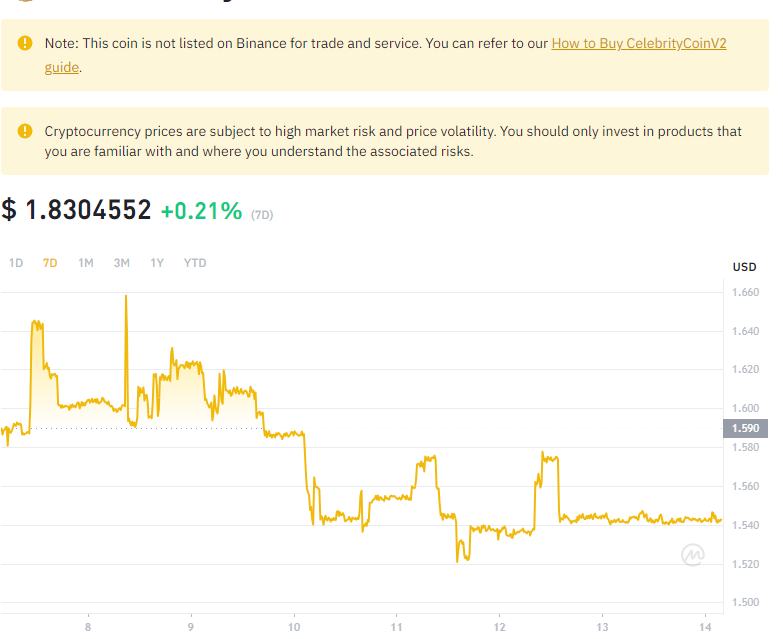 Note: This coin is not listed on Binance for trade and service. You can refer to our How to Buy CelebrityCoinV2
guide.
Cryptocurrency prices are subject to high market risk and price volatility. You should only invest in products that
you are familiar with and where you understand the associated risks.
$ 1.8304552 +0.21% (7D)
1D 7D 1M 3M 1Y YTD
USD
1.660
1.640
1.620
1.600
1.590
1.580
1.560
1.540
1.520
1.500
8 9 10 11 12 13 14